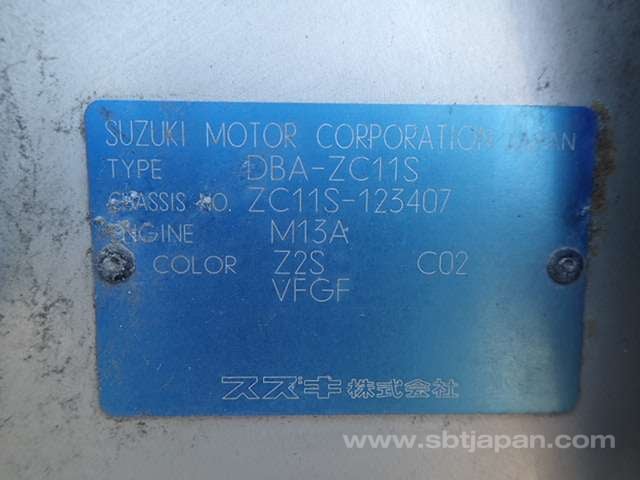 SUZUKI MOTOR CORPORATION JAPAN
TYPE DBA-ZC11S
CHASSIS NO. ZC11S-123407
ENGINE M13A
COLOR Z2S C02
VFGF
スズキ株式会社
www.sbtjapan.com